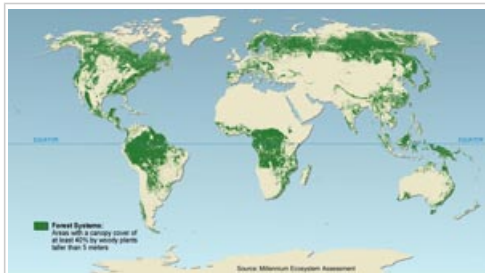 EQUATOR
EQUATOR
Forest Systems:
Areas with a canopy cover of
at least 40% by woody plants
taller than 5 meters
Source: Millennium Ecosystem Assessment